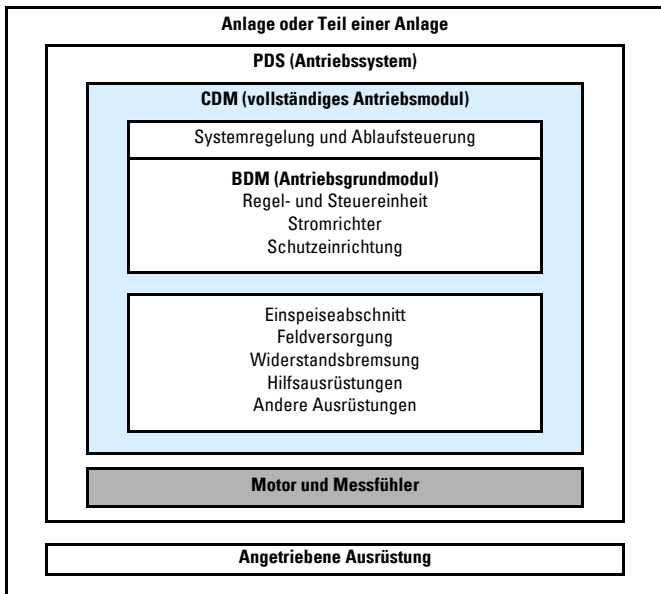 Anlage oder Teil einer Anlage
PDS (Antriebssystem)
CDM (vollständiges Antriebsmodul)
Systemregelung und Ablaufsteuerung
BDM (Antriebsgrundmodul)
Regel- und Steuereinheit
Stromrichter
Schutzeinrichtung
Einspeiseabschnitt
Feldversorgung
Widerstandsbremsung
Hilfsausrüstungen
Andere Ausrüstungen
Motor und Messfühler
Angetriebene Ausrüstung